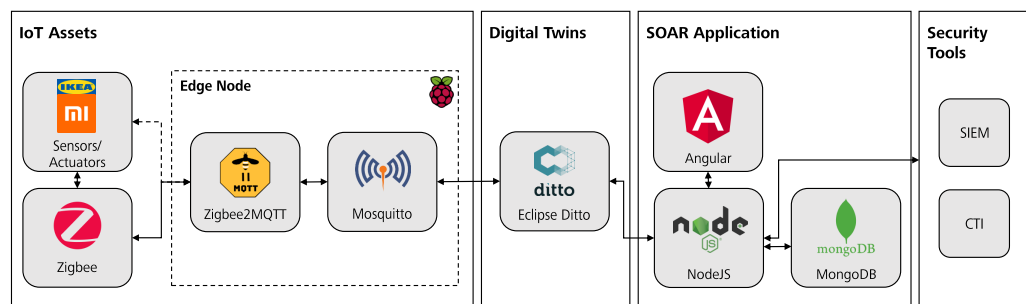 IoT Assets
IKEA
mi
Sensors/
Actuators
Zigbee
Edge Node
MQTT
Zigbee2MQTT
Mosquitto
Digital Twins
ditto
Eclipse Ditto
SOAR Application
A
Angular
node
JS
NodeJS
mongoDB
MongoDB
Security
Tools
SIEM
CTI